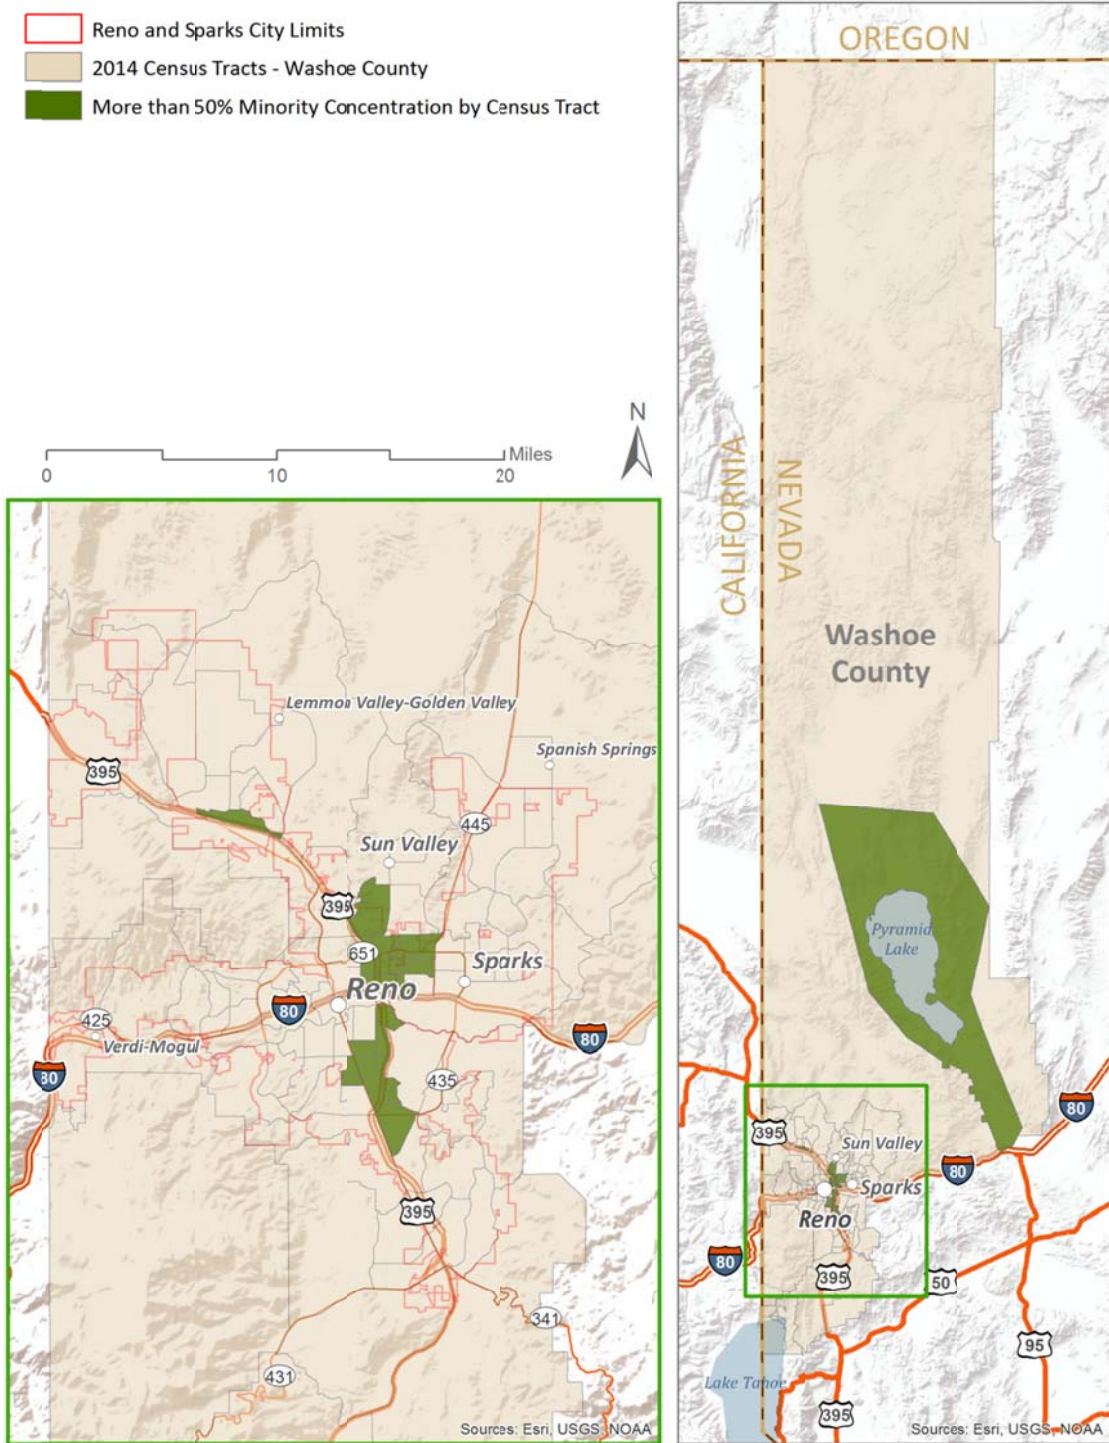 Reno and Sparks City Limits
2014 Census Tracts - Washoe County
More than 50% Minority Concentration by Census Tract
N
Miles
0
10
20
Lemmon Valley-Golden Valley
Spanish Springs
395
445
Sun Valley
395
651
Sparks
Reno
80
425
Verdi-Mogul
80
80
435
395
341
431
Sources: Esri, USGS, NOAA
OREGON
CALIFORNIA
NEVADA
Washoe
County
Pyramid
Lake
80
395
Sun Valley
80
Sparks
Reno
80
395
50
95
Lake Tahoe
395
Sources: Esri, USGS, NOAA